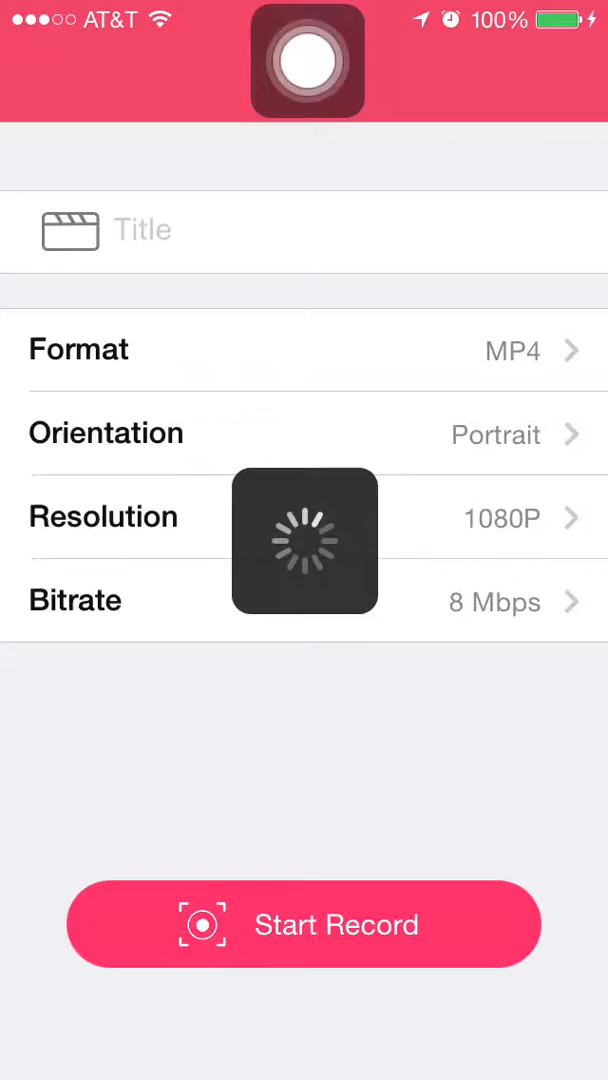 AT&T 100%
Title
Format MP4
Orientation Portrait
Resolution 1080P
Bitrate 8 Mbps
Start Record